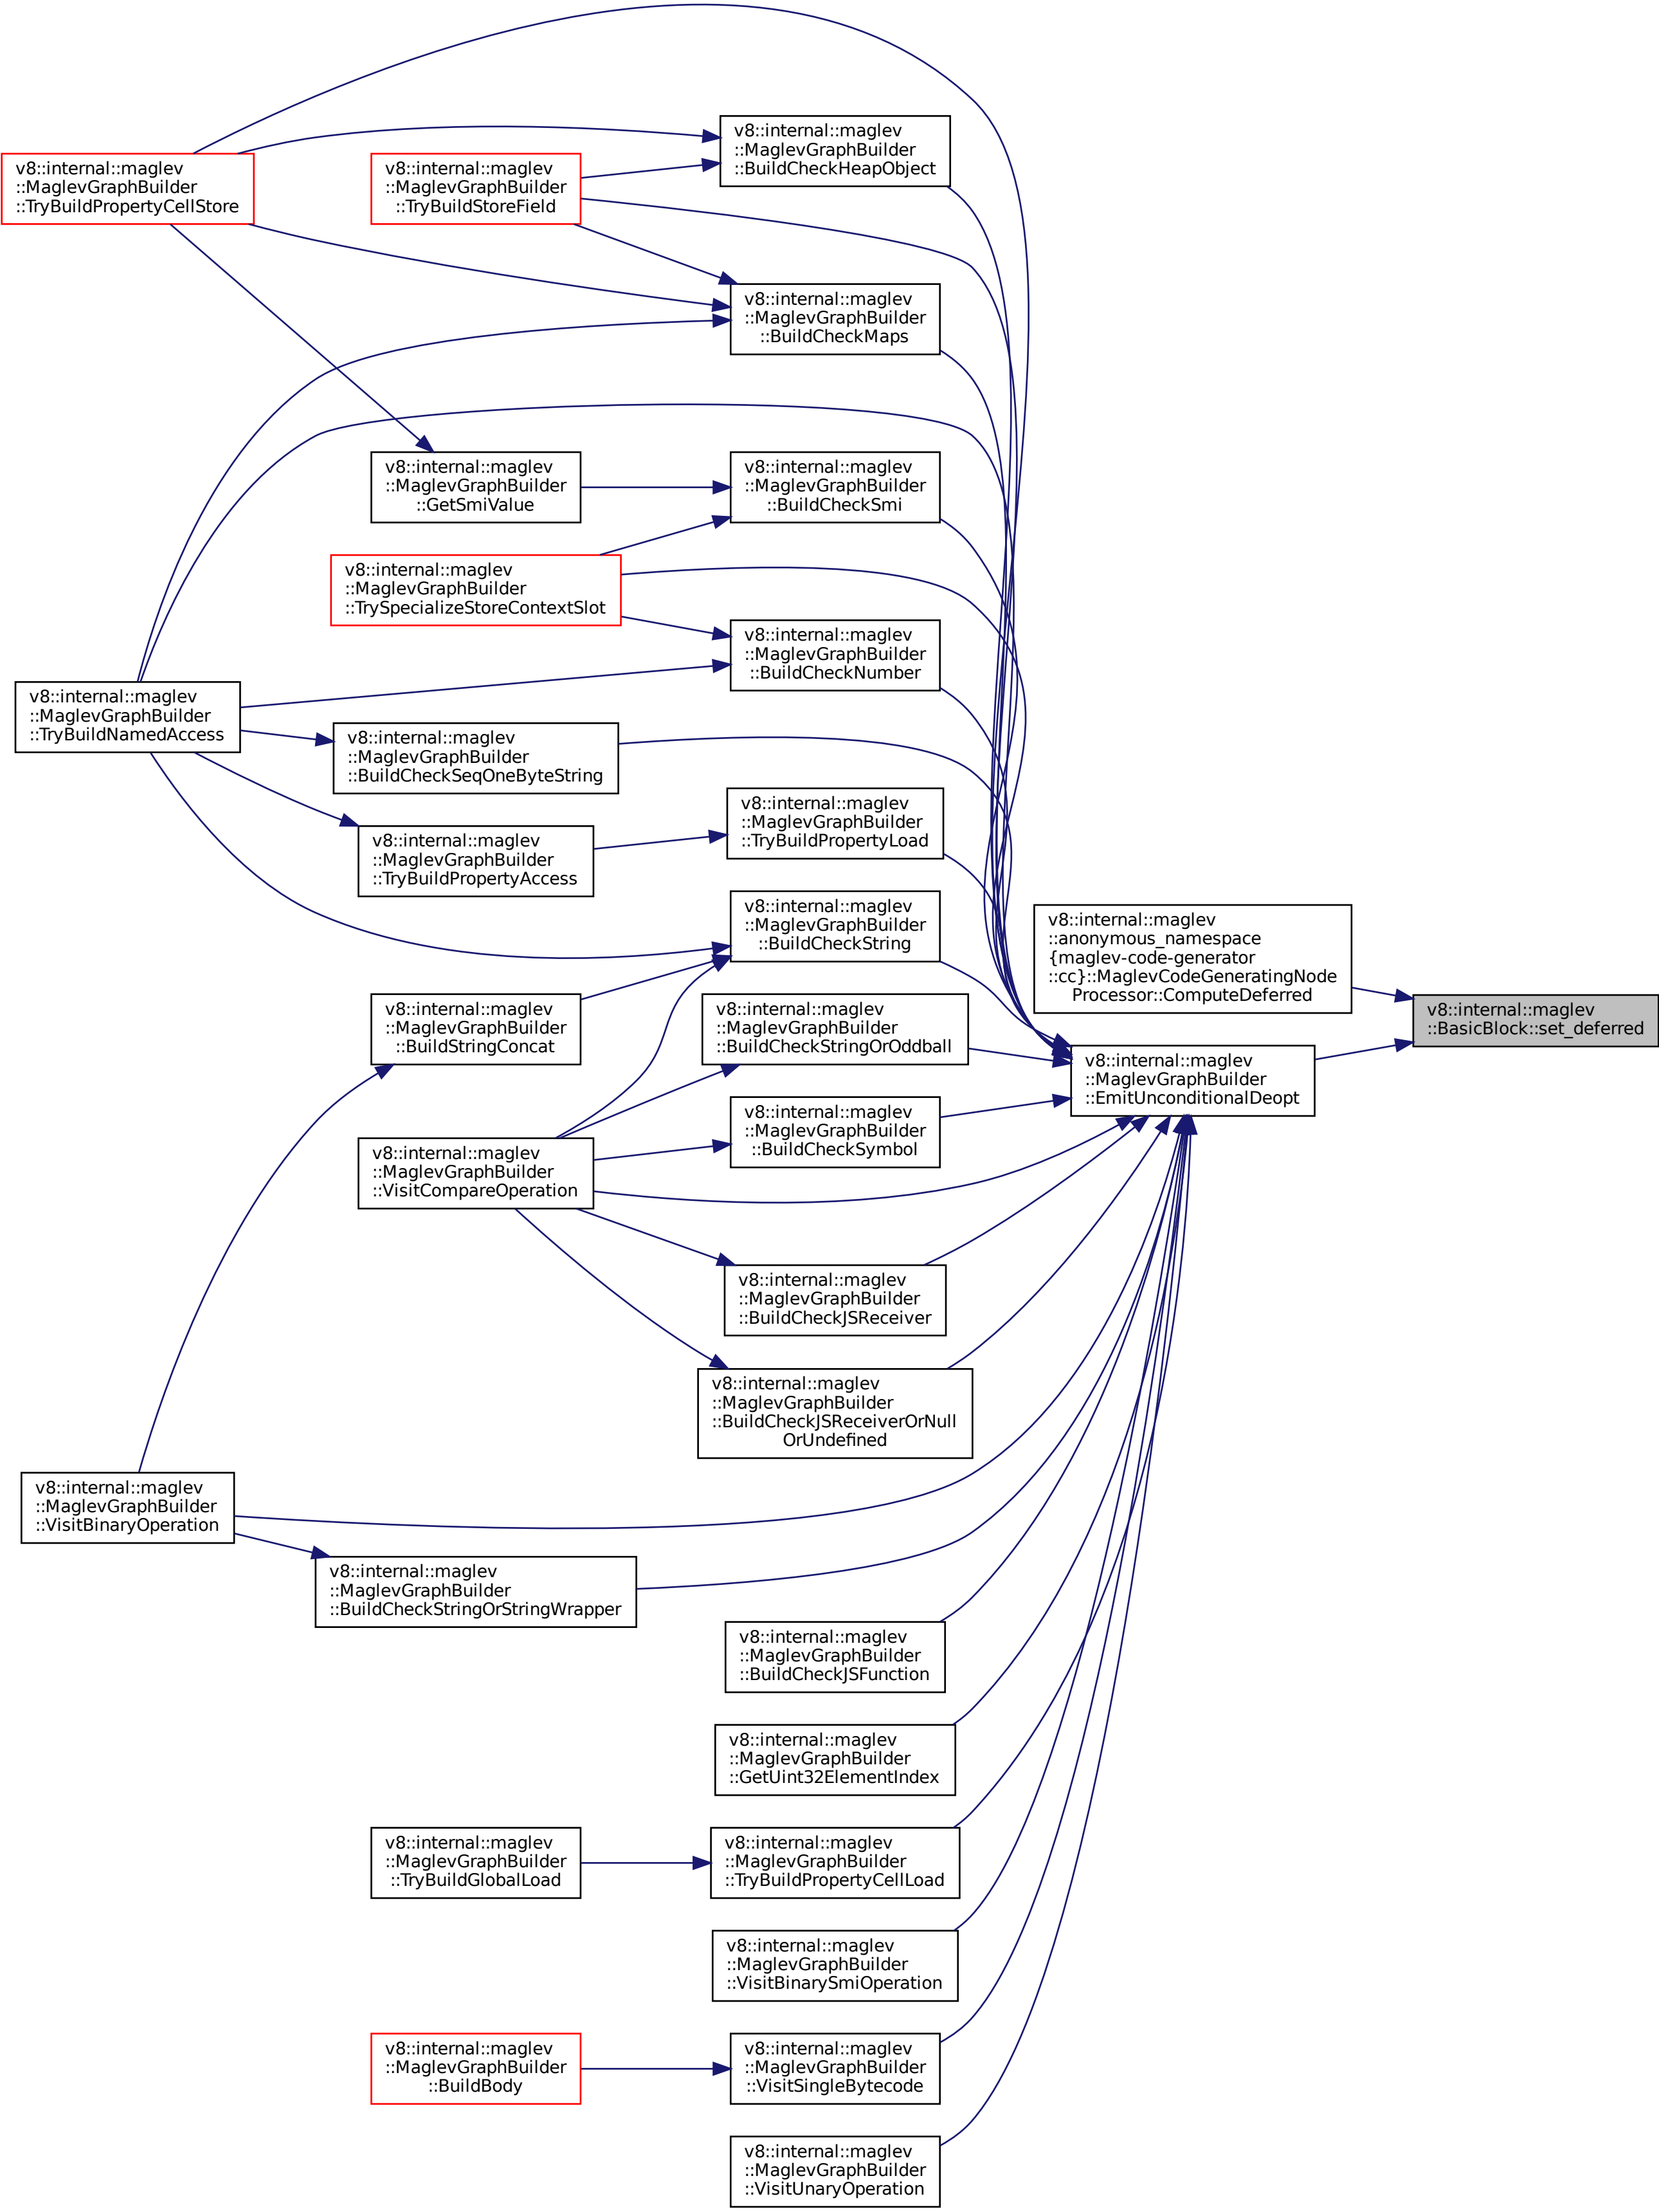 v8::internal::maglev
::MaglevGraphBuilder
::BuildCheckHeapObject
v8::internal::maglev
::MaglevGraphBuilder
::TryBuildPropertyCellStore
v8::internal::maglev
::MaglevGraphBuilder
::TryBuildStoreField
v8::internal::maglev
::MaglevGraphBuilder
::BuildCheckMaps
v8::internal::maglev
::MaglevGraphBuilder
::GetSmiValue
v8::internal::maglev
::MaglevGraphBuilder
::BuildCheckSmi
v8::internal::maglev
::MaglevGraphBuilder
::TrySpecializeStoreContextSlot
v8::internal::maglev
::MaglevGraphBuilder
::BuildCheckNumber
v8::internal::maglev
::MaglevGraphBuilder
::TryBuildNamedAccess
v8::internal::maglev
::MaglevGraphBuilder
::BuildCheckSeqOneByteString
v8::internal::maglev
::MaglevGraphBuilder
::TryBuildPropertyLoad
v8::internal::maglev
::MaglevGraphBuilder
::TryBuildPropertyAccess
v8::internal::maglev
::MaglevGraphBuilder
::BuildCheckString
v8::internal::maglev
::anonymous_namespace
{maglev-code-generator
::cc}::MaglevCodeGeneratingNode
Processor::ComputeDeferred
v8::internal::maglev
::BasicBlock::set_deferred
v8::internal::maglev
::MaglevGraphBuilder
::BuildStringConcat
v8::internal::maglev
::MaglevGraphBuilder
::BuildCheckStringOrOddball
v8::internal::maglev
::MaglevGraphBuilder
::EmitUnconditionalDeopt
v8::internal::maglev
::MaglevGraphBuilder
::BuildCheckSymbol
v8::internal::maglev
::MaglevGraphBuilder
::VisitCompareOperation
v8::internal::maglev
::MaglevGraphBuilder
::BuildCheckJSReceiver
v8::internal::maglev
::MaglevGraphBuilder
::BuildCheckJSReceiverOrNull
OrUndefined
v8::internal::maglev
::MaglevGraphBuilder
::VisitBinaryOperation
v8::internal::maglev
::MaglevGraphBuilder
::BuildCheckStringOrStringWrapper
v8::internal::maglev
::MaglevGraphBuilder
::BuildCheckJSFunction
v8::internal::maglev
::MaglevGraphBuilder
::GetUint32ElementIndex
v8::internal::maglev
::MaglevGraphBuilder
::TryBuildGlobalLoad
v8::internal::maglev
::MaglevGraphBuilder
::TryBuildPropertyCellLoad
v8::internal::maglev
::MaglevGraphBuilder
::VisitBinarySmiOperation
v8::internal::maglev
::MaglevGraphBuilder
::BuildBody
v8::internal::maglev
::MaglevGraphBuilder
::VisitSingleBytecode
v8::internal::maglev
::MaglevGraphBuilder
::VisitUnaryOperation